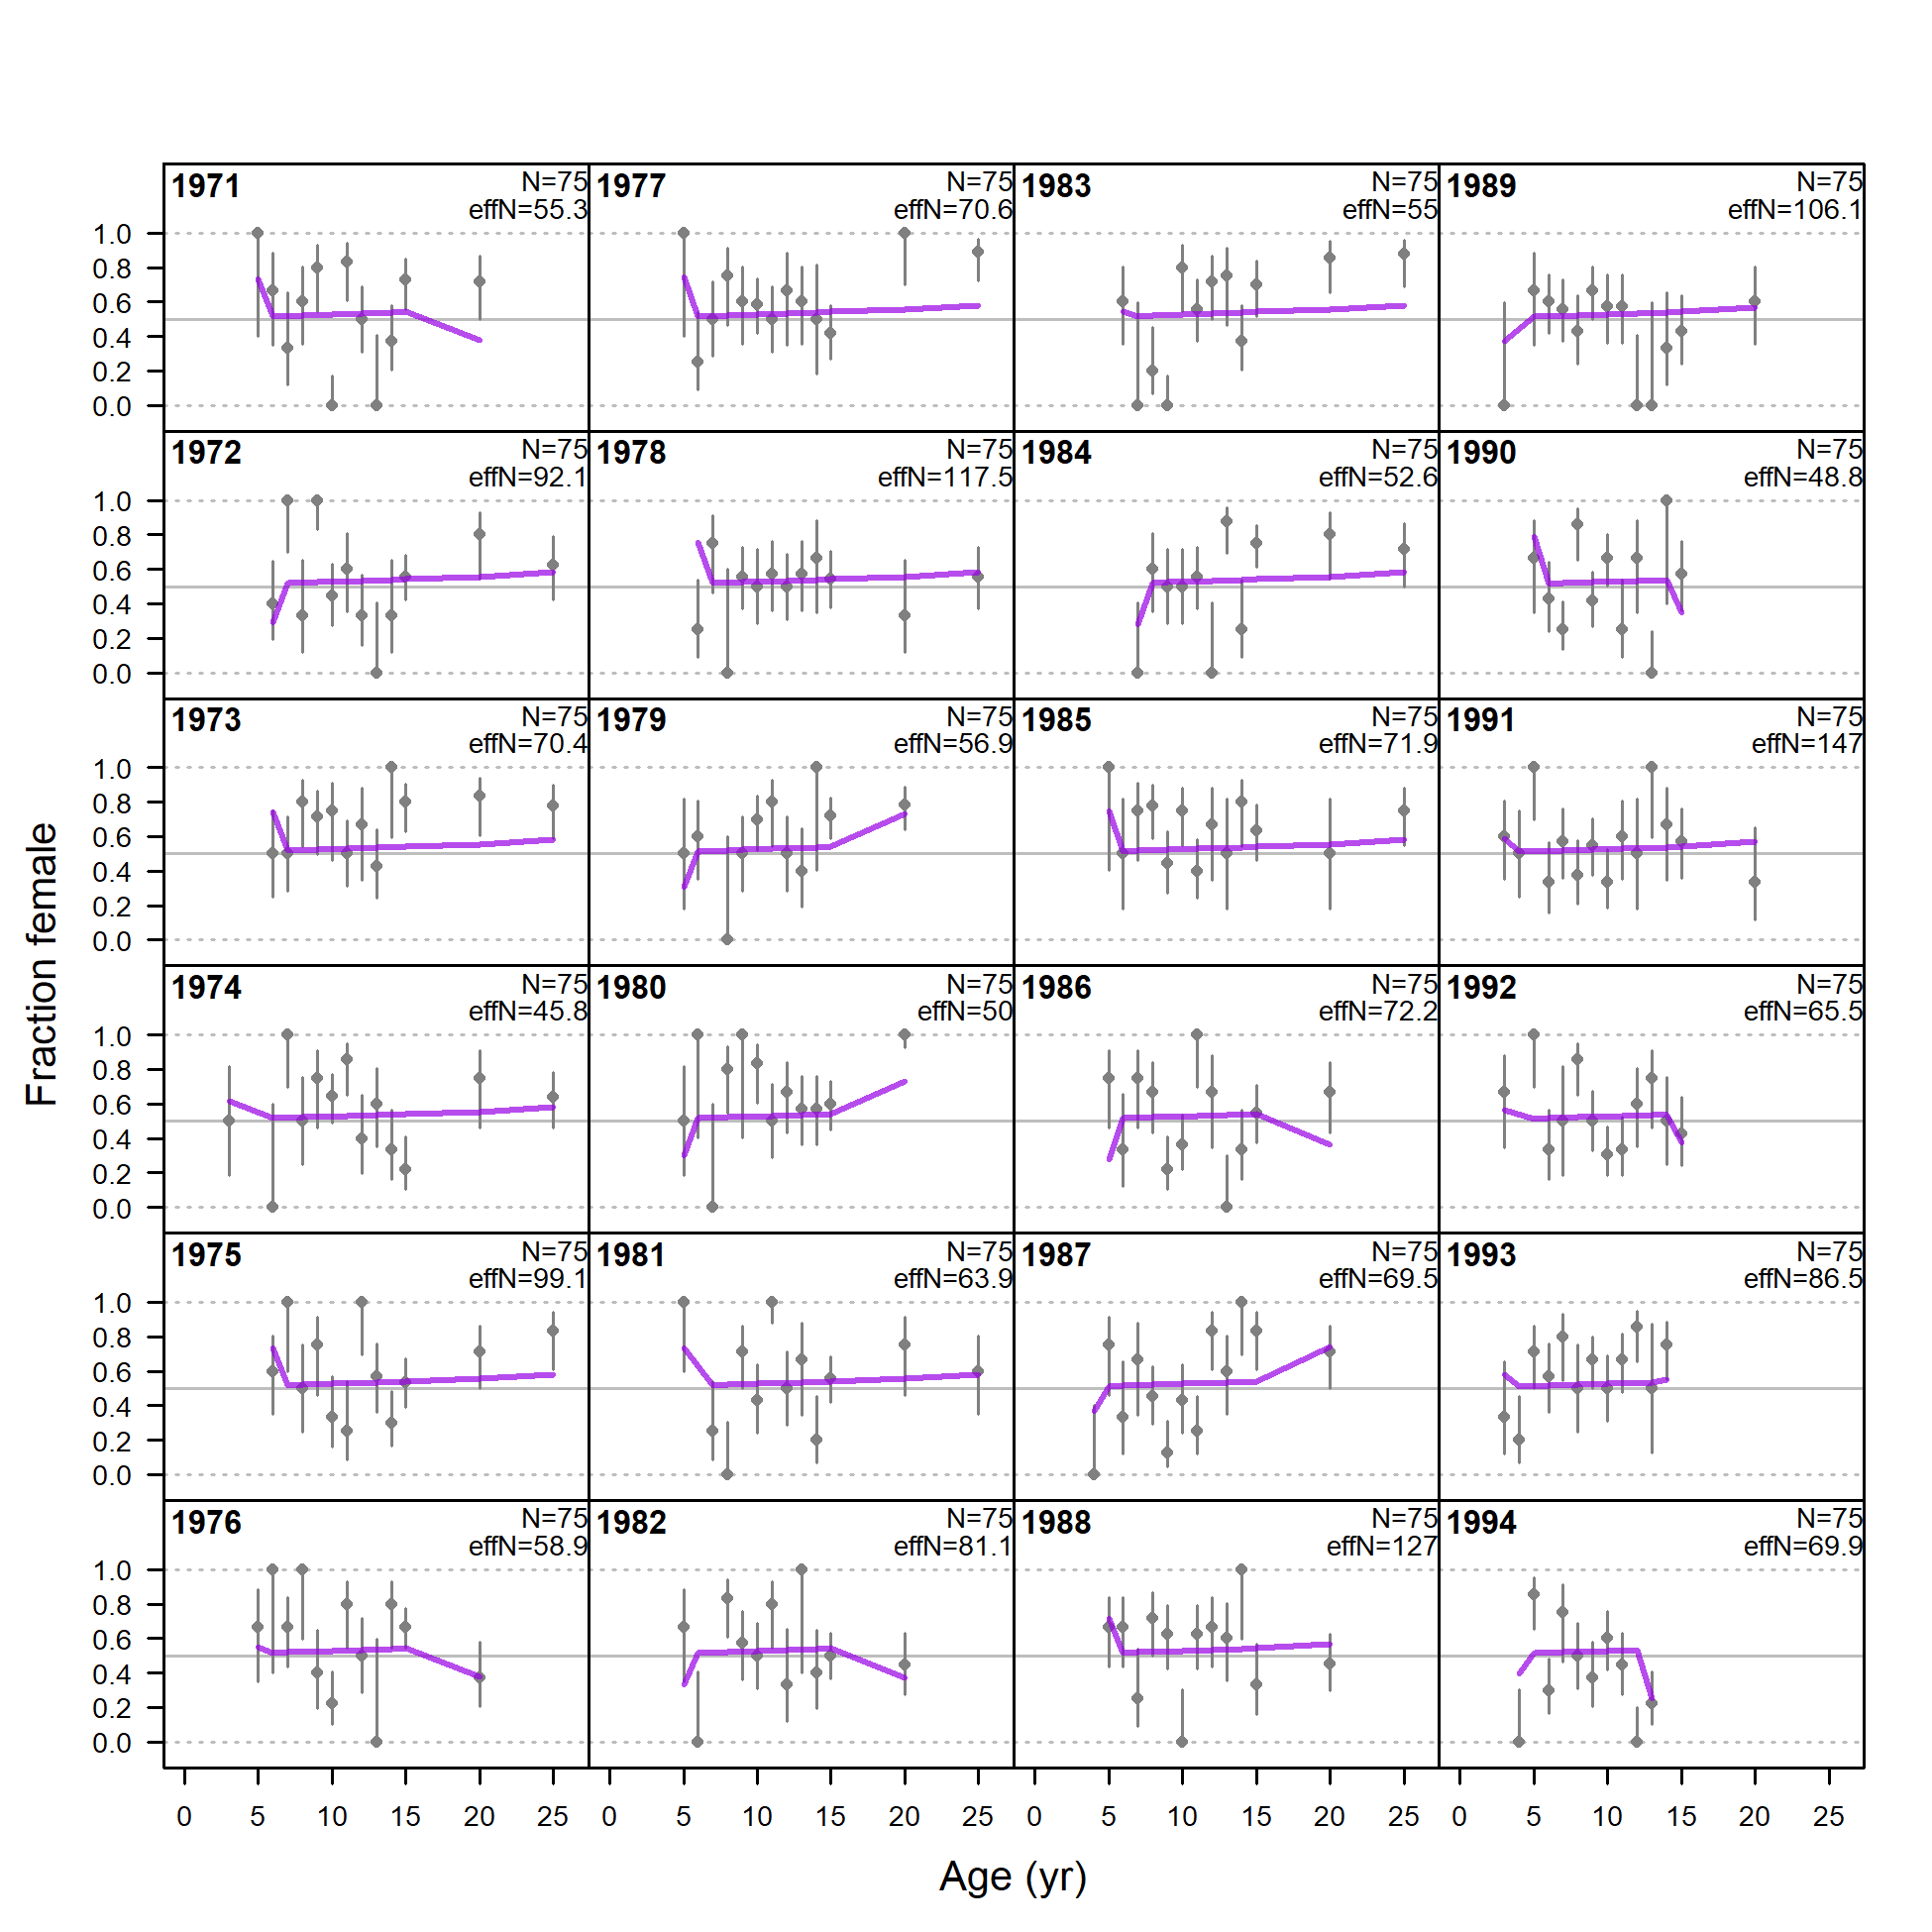 1971 N=75 1977 N=75 1983 N=75 1989 N=75
effN=55.3 effN=70.6 effN=55 effN=106.1
1.0
0.8
0.6
0.4
0.2
0.0
1972 N=75 1978 N=75 1984 N=75 1990 N=75
effN=92.1 effN=117.5 effN=52.6 effN=48.8
1.0
0.8
0.6
0.4
0.2
0.0
1973 N=75 1979 N=75 1985 N=75 1991 N=75
effN=70.4 effN=56.9 effN=71.9 effN=147
1.0
0.8
0.6
0.4
0.2
0.0
Fraction female
1974 N=75 1980 N=75 1986 N=75 1992 N=75
effN=45.8 effN=50 effN=72.2 effN=65.5
1.0
0.8
0.6
0.4
0.2
0.0
1975 N=75 1981 N=75 1987 N=75 1993 N=75
effN=99.1 effN=63.9 effN=69.5 effN=86.5
1.0
0.8
0.6
0.4
0.2
0.0
1976 N=75 1982 N=75 1988 N=75 1994 N=75
effN=58.9 effN=81.1 effN=127 effN=69.9
1.0
0.8
0.6
0.4
0.2
0.0
0 5 10 15 20 25 0 5 10 15 20 25 0 5 10 15 20 25 0 5 10 15 20 25
Age (yr)